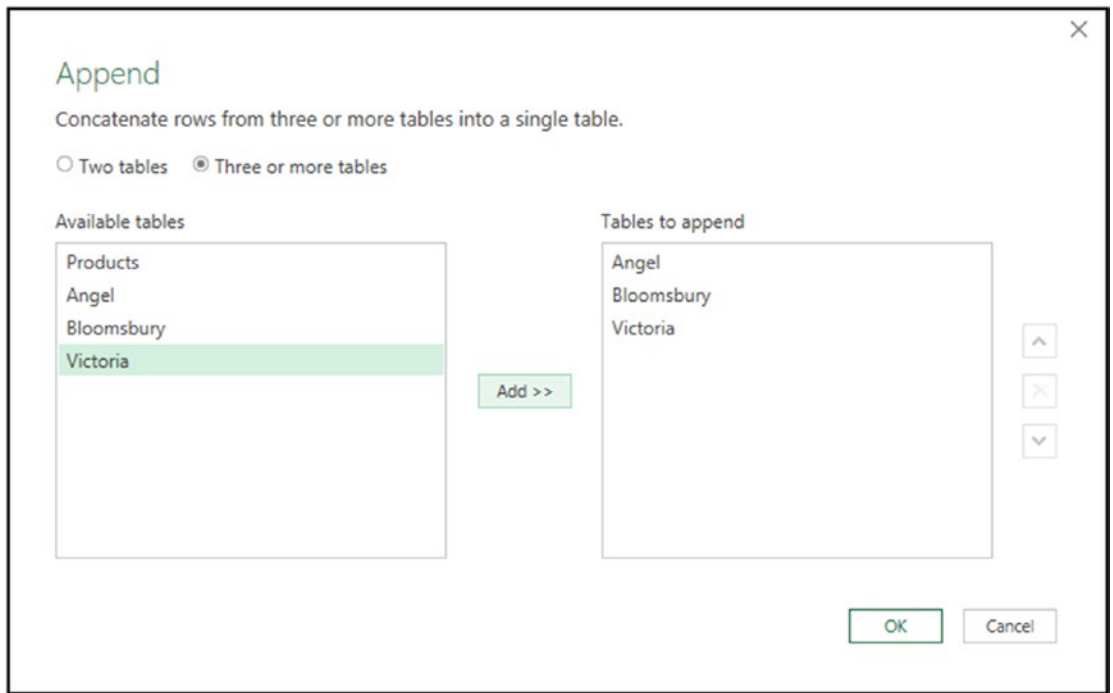 Append
Concatenate rows from three or more tables into a single table.
Two tables Three or more tables
Available tables
Products
Angel
Bloomsbury
Victoria
Add >>
Tables to append
Angel
Bloomsbury
Victoria
OK Cancel